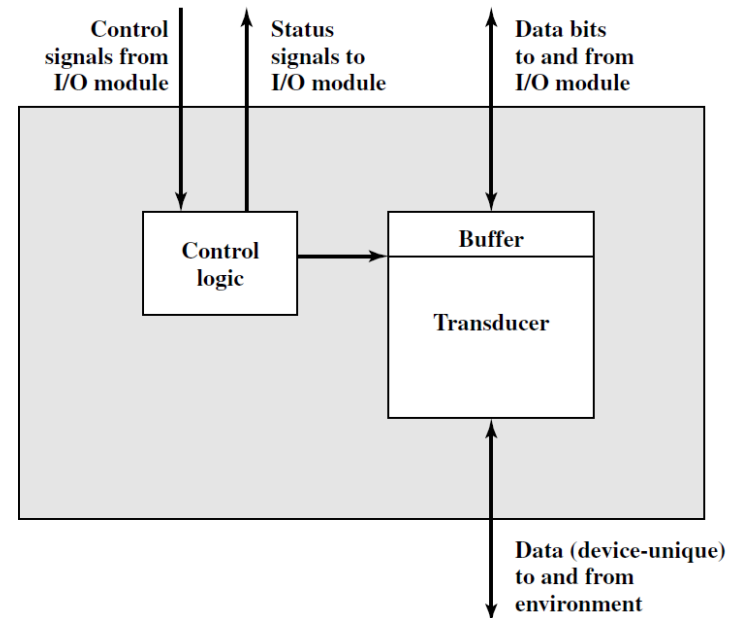 Control
signals from
I/O module
Status
signals to
I/O module
Data bits
to and from
I/O module
Control
logic
Buffer
Transducer
Data (device-unique)
to and from
environment